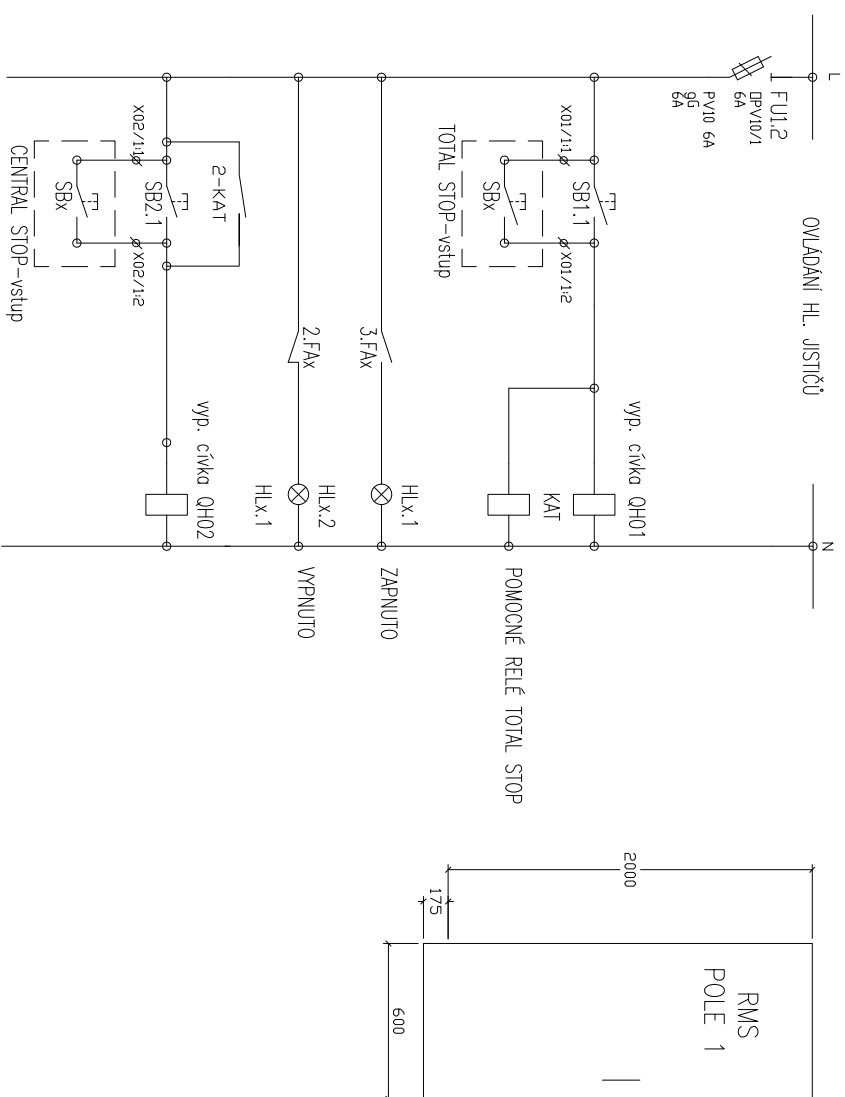 L
N
OVLÁDÁNÍ HL. JISTIČŮ
FU1.2
OPV10/1
6A
PV10 6A
gG
6A
X01/1:1
SB1.1
X01/1:2
SBx
TOTAL STOP-vstup
vyp. cívka QH01
KAT
POMOCNÉ RELÉ TOTAL STOP
3.FAx
HLx.1
ZAPNUTO
2.FAx
HLx.2
HLx.1
VYPNUTO
2-KAT
X02/1:1
SB2.1
X02/1:2
SBx
CENTRAL STOP-vstup
vyp. cívka QH02
2000
175
600
RMS
POLE 1